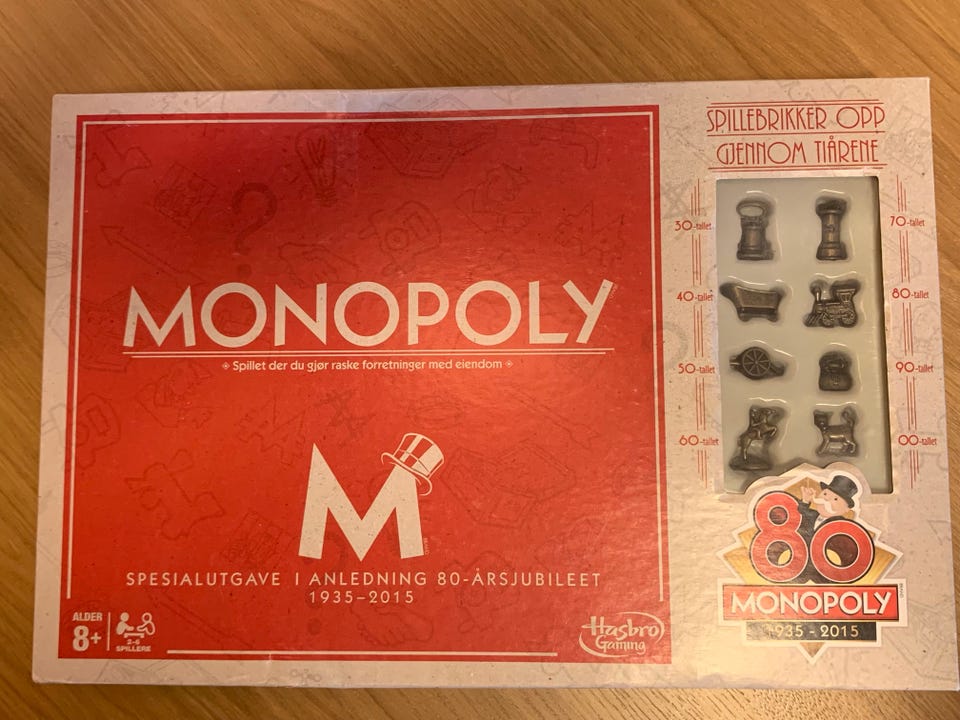 MONOPOLY
Spillet der du gjør raske forretninger med eiendom
M
SPESIALUTGAVE I ANLEDNING 80-ÅRSJUBILEET
1935–2015
ALDER
8+
2-6
SPILLERE
Hasbro
Gaming
SPILLEBRIKKER OPP
GJENNOM TIÅRENE
30-tallet
70-tallet
40-tallet
80-tallet
50-tallet
90-tallet
60-tallet
00-tallet
80
MONOPOLY
1935 - 2015